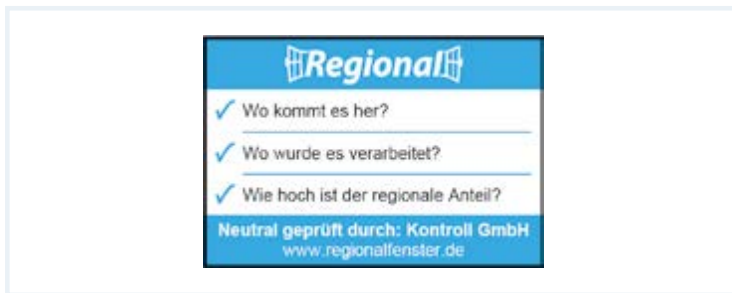 Regional
Wo kommt es her?
Wo wurde es verarbeitet?
Wie hoch ist der regionale Anteil?
Neutral geprüft durch: Kontroll GmbH
www.regionalfenster.de